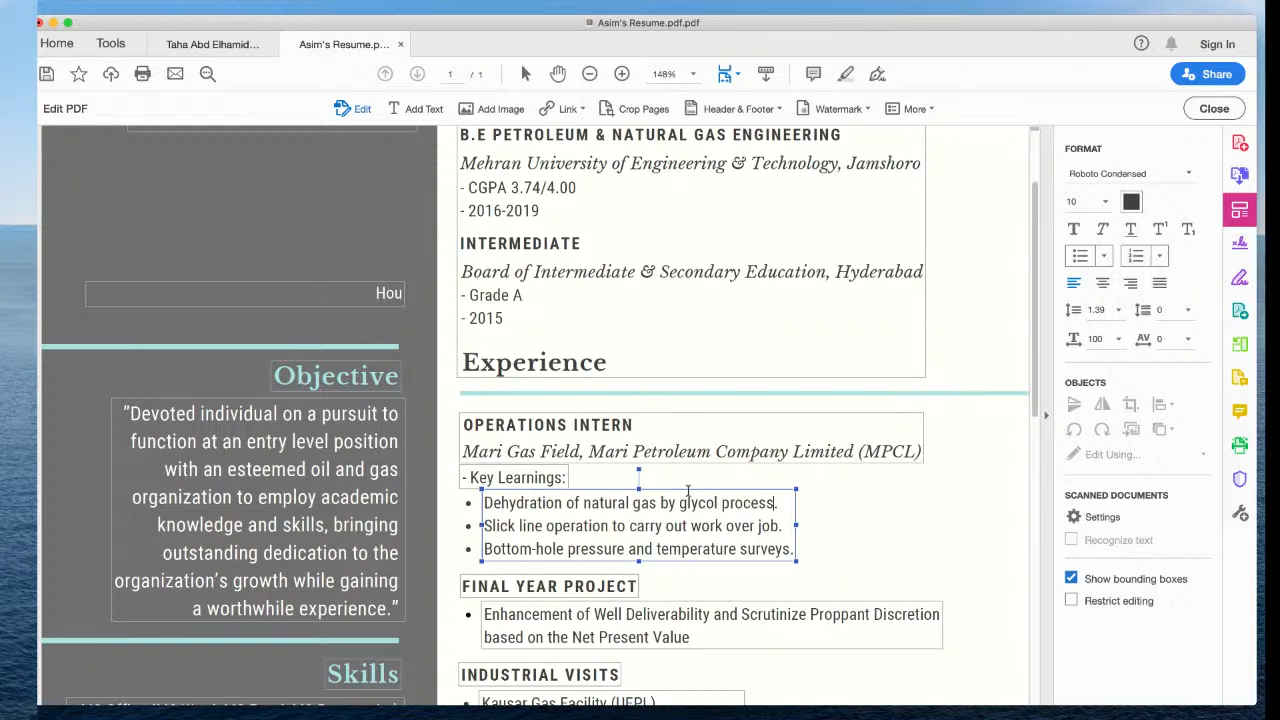 Asim's Resume.pdf.pdf
Home Tools Taha Abd Elhamid... Asim's Resume.p... × Sign In
1 / 1 148% Share
Edit PDF Edit Add Text Add Image Link Crop Pages Header & Footer Watermark More Close
Hou
Objective
"Devoted individual on a pursuit to
function at an entry level position
with an esteemed oil and gas
organization to employ academic
knowledge and skills, bringing
outstanding dedication to the
organization's growth while gaining
a worthwhile experience.”
Skills
B.E PETROLEUM & NATURAL GAS ENGINEERING
Mehran University of Engineering & Technology, Jamshoro
- CGPA 3.74/4.00
- 2016-2019
INTERMEDIATE
Board of Intermediate & Secondary Education, Hyderabad
- Grade A
- 2015
Experience
OPERATIONS INTERN
Mari Gas Field, Mari Petroleum Company Limited (MPCL)
- Key Learnings:
• Dehydration of natural gas by glycol process.
• Slick line operation to carry out work over job.
• Bottom-hole pressure and temperature surveys.
FINAL YEAR PROJECT
• Enhancement of Well Deliverability and Scrutinize Proppant Discretion
based on the Net Present Value
INDUSTRIAL VISITS
Kausar Gas Facility (UEPL)
FORMAT
Roboto Condensed
10
T T T T¹ T₁
1.39 0
100 AV 0
OBJECTS
Edit Using...
SCANNED DOCUMENTS
Settings
Recognize text
Show bounding boxes
Restrict editing